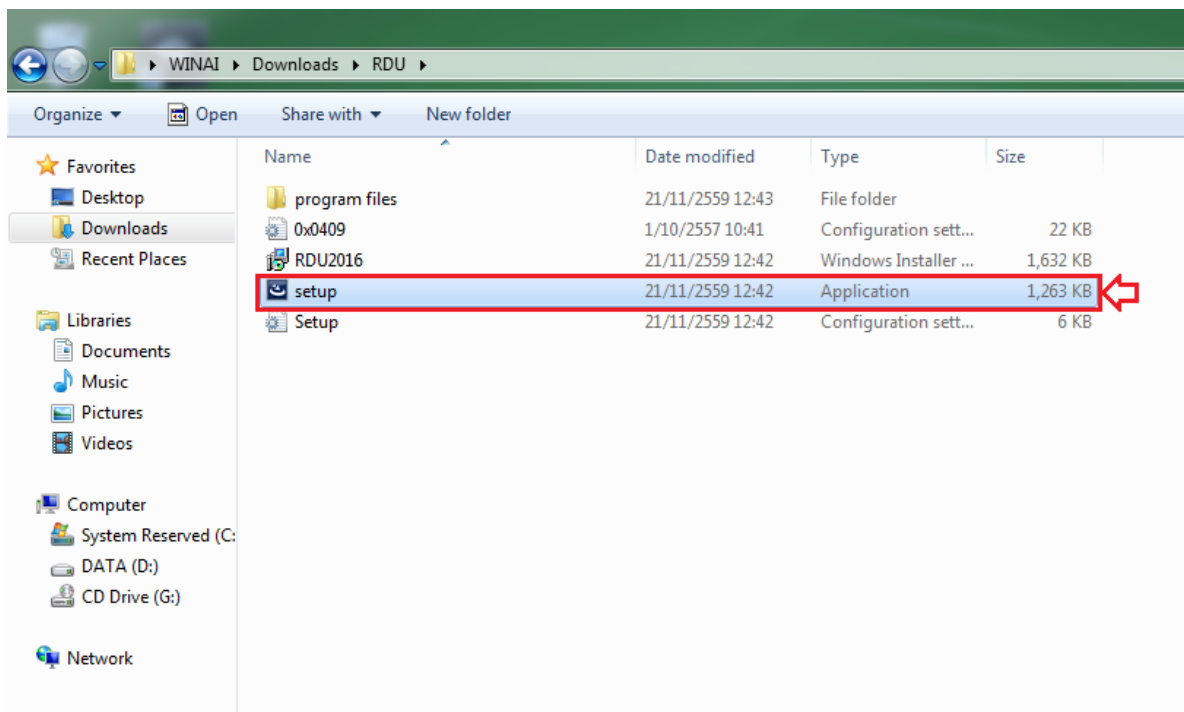 WINAI Downloads RDU
Organize Open Share with New folder
Name Date modified Type Size
Favorites
Desktop
Downloads
Recent Places
Libraries
Documents
Music
Pictures
Videos
Computer
System Reserved (C:
DATA (D:)
CD Drive (G:)
Network
program files 21/11/2559 12:43 File folder
0x0409 1/10/2557 10:41 Configuration sett... 22 KB
RDU2016 21/11/2559 12:42 Windows Installer ... 1,632 KB
setup 21/11/2559 12:42 Application 1,263 KB
Setup 21/11/2559 12:42 Configuration sett... 6 KB